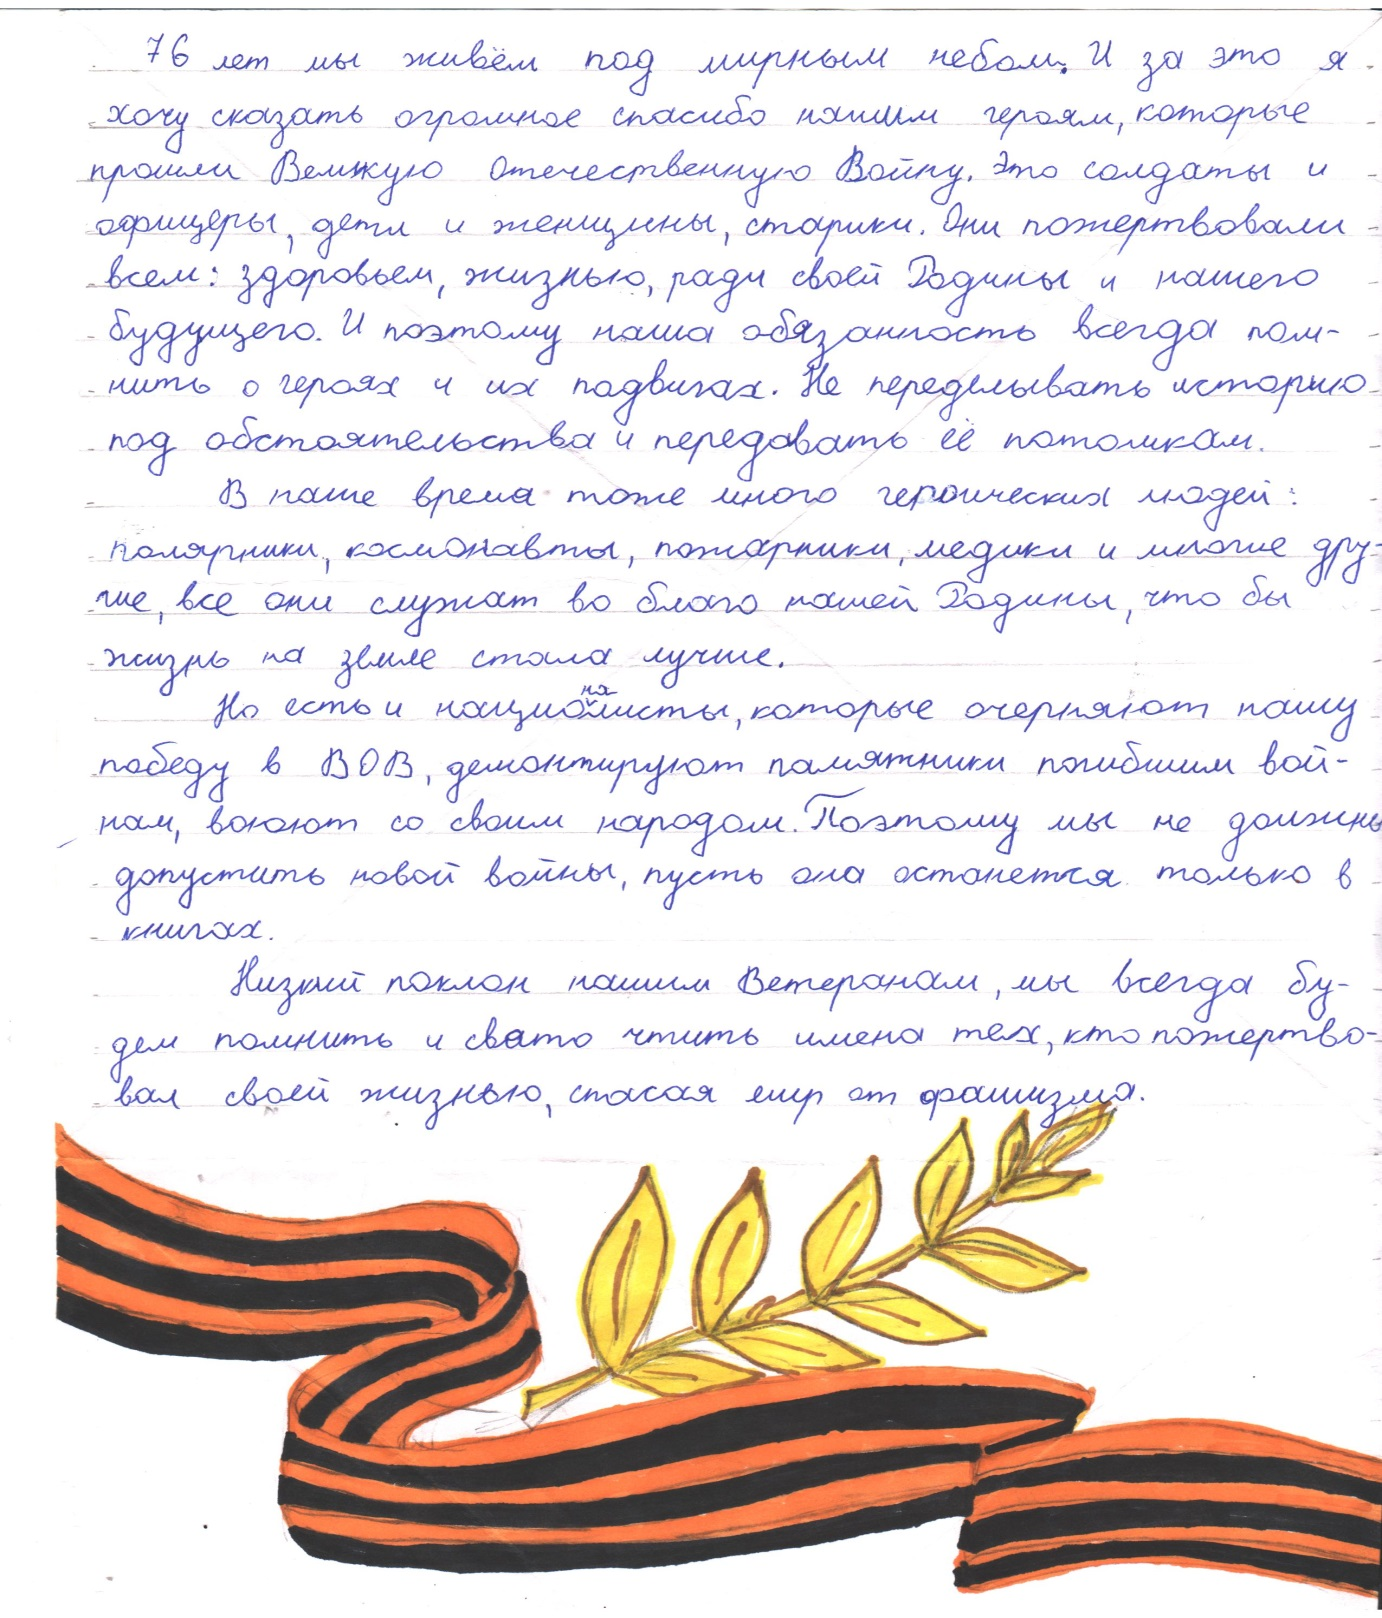 76 лет мы живём под мирным небом. И за это я
хочу сказать огромное спасибо нашим героям, которые
прошли Великую Отечественную Войну. Это солдаты и
офицеры, дети и женщины, старики. Они пожертвовали
всем: здоровьем, жизнью, ради своей Родины и нашего
будущего. И поэтому наша обязанность всегда пом-
нить о героях и их подвигах. Не переделывать историю
под обстоятельства и передавать её потомкам.
В наше время тоже много героических людей:
полярники, космонавты, пожарники, медики и многие дру-
гие, все они служат во благо нашей Родины, что бы
жизнь на земле стала лучше.
Но есть и националисты, которые очерняют нашу
победу в ВОВ, демонтируют памятники погибшим вой-
нам, воюют со своим народом. Поэтому мы не должны
допустить новой войны, пусть она останется только в
книгах.
Низкий поклон нашим Ветеранам, мы всегда бу-
дем помнить и свято чтить имена тех, кто пожертво-
вал своей жизнью, спасая мир от фашизма.